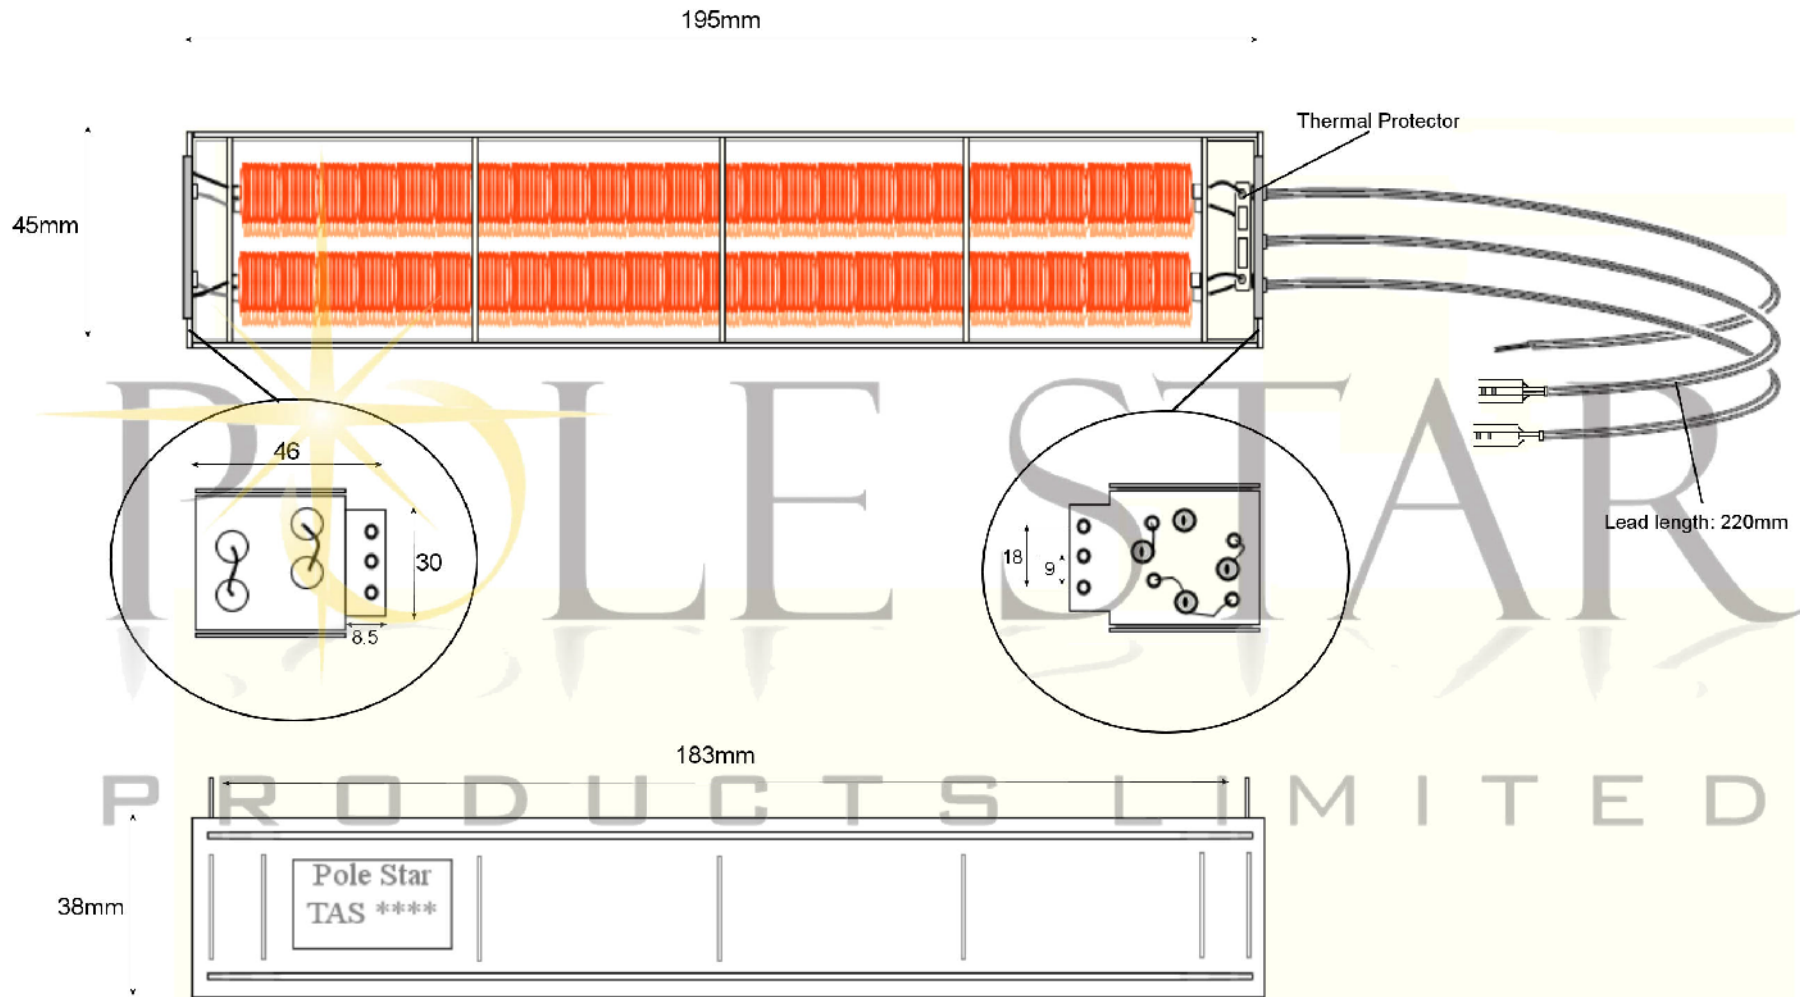 195mm
Thermal Protector
45mm
POLE STAR
46
30
8.5
18
9
Lead length: 220mm
183mm
PRODUCTS LIMITED
Pole Star
TAS ****
38mm